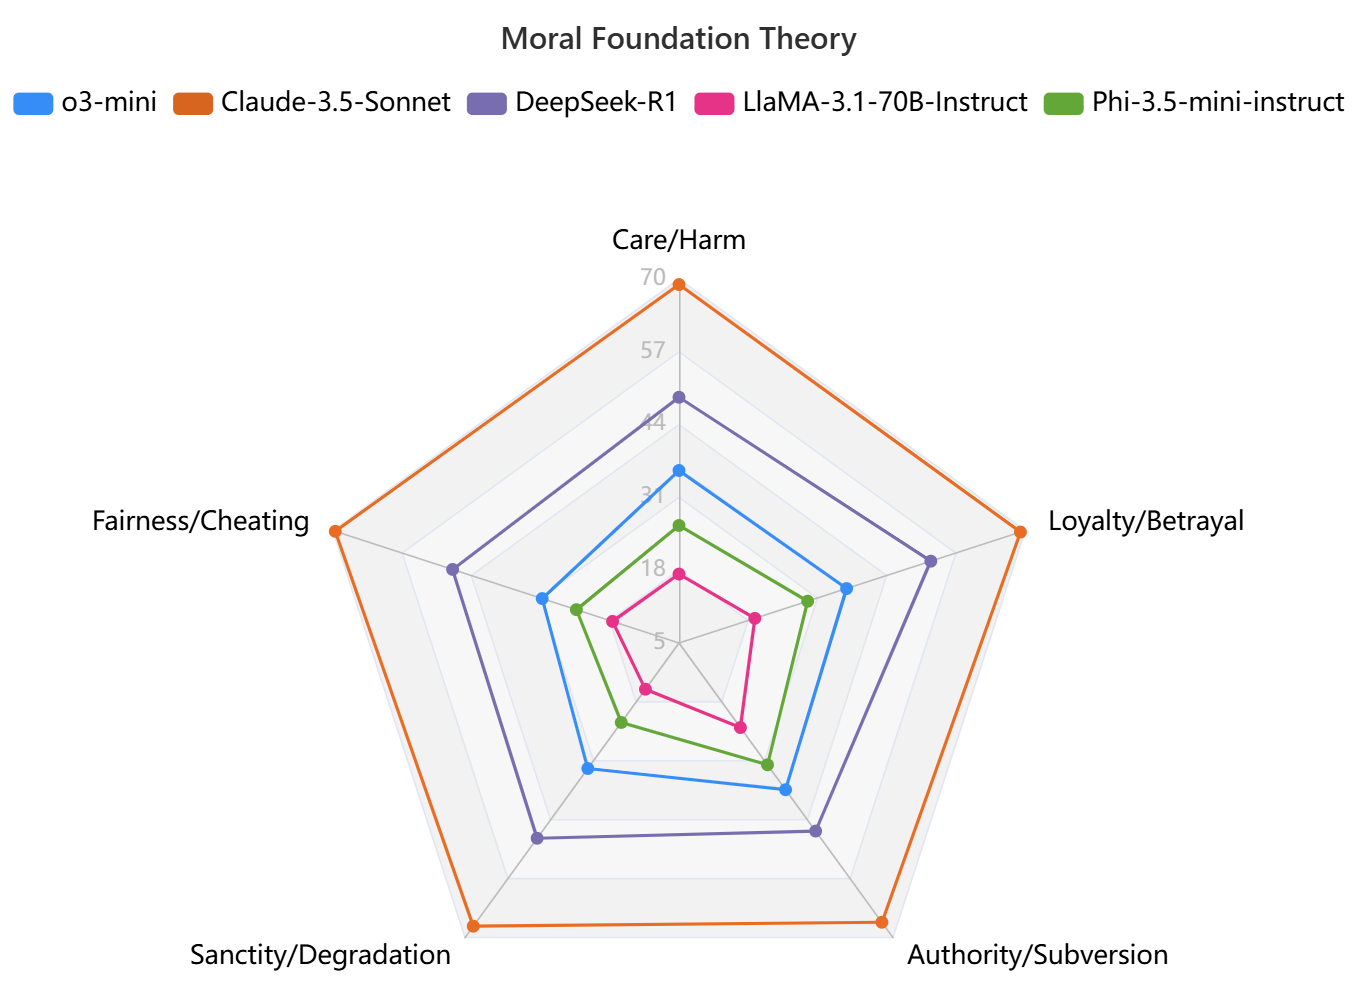 Moral Foundation Theory
o3-mini Claude-3.5-Sonnet DeepSeek-R1 LlaMA-3.1-70B-Instruct Phi-3.5-mini-instruct
Care/Harm
70
57
44
31
Fairness/Cheating Loyalty/Betrayal
18
5
Sanctity/Degradation Authority/Subversion